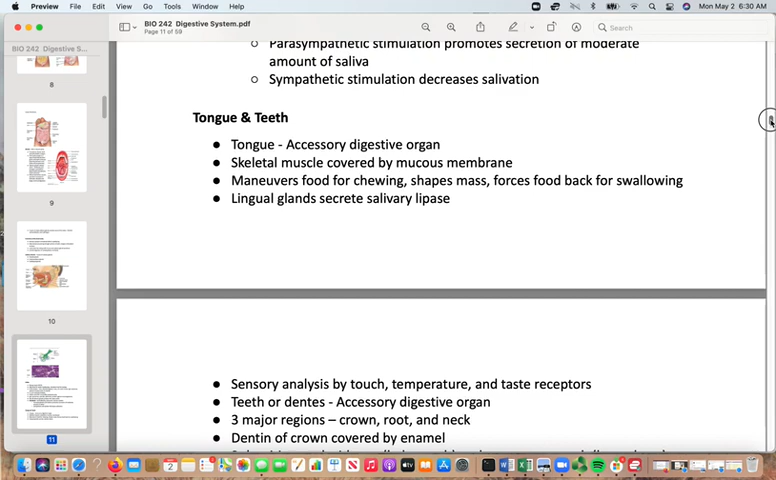 Preview File Edit View Go Tools Window Help
Mon May 2 6:30 AM
BIO 242 Digestive System.pdf
Page 11 of 59
Search
BIO 242 Digestive S...
8
9
10
11
○ Parasympathetic stimulation promotes secretion of moderate
amount of saliva
○ Sympathetic stimulation decreases salivation
Tongue & Teeth
● Tongue - Accessory digestive organ
● Skeletal muscle covered by mucous membrane
● Maneuvers food for chewing, shapes mass, forces food back for swallowing
● Lingual glands secrete salivary lipase
● Sensory analysis by touch, temperature, and taste receptors
● Teeth or dentes - Accessory digestive organ
● 3 major regions – crown, root, and neck
● Dentin of crown covered by enamel